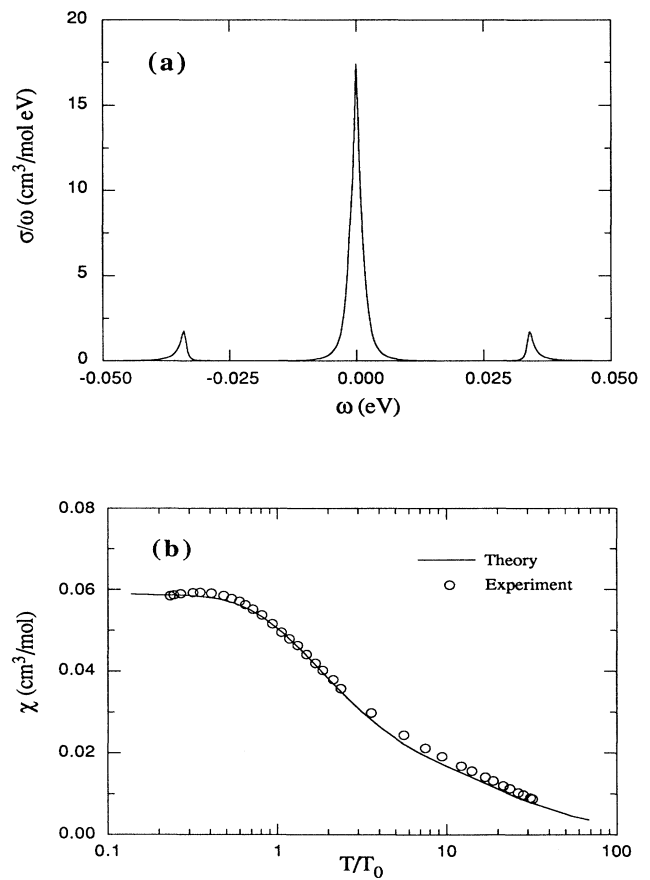 20
(a)
15
σ/ω (cm³/mol eV)
10
5
0
-0.050 -0.025 0.000 0.025 0.050
ω (eV)
0.08
(b)
Theory
Experiment
0.06
χ (cm³/mol)
0.04
0.02
0.00
0.1 1 10 100
T/T₀